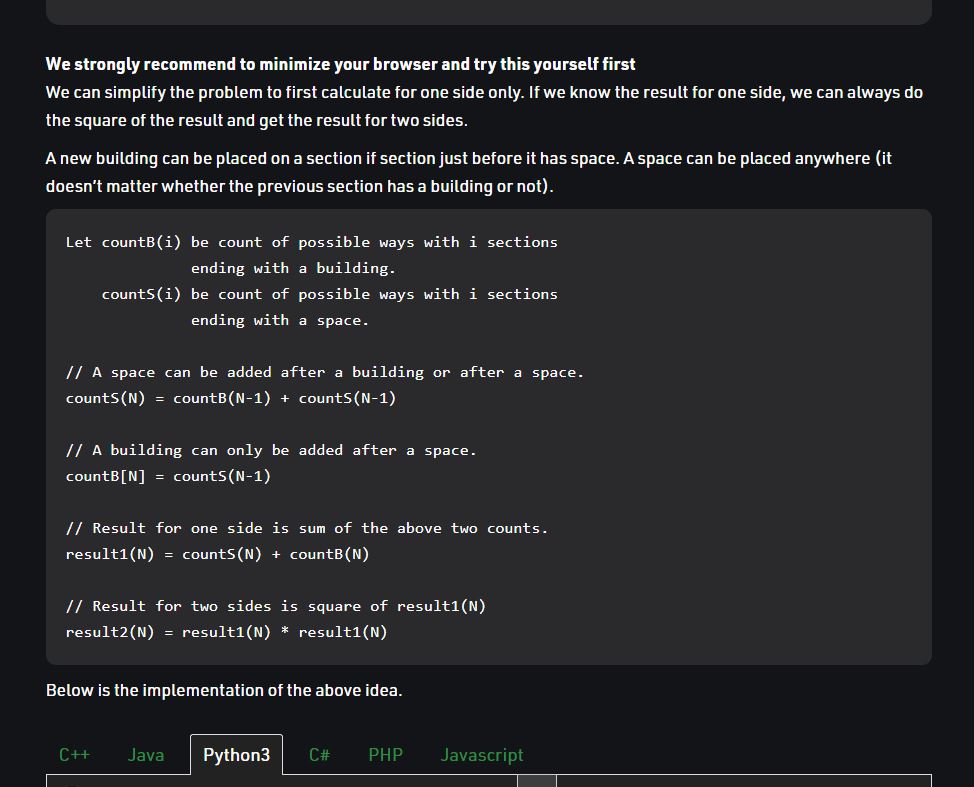 We strongly recommend to minimize your browser and try this yourself first
We can simplify the problem to first calculate for one side only. If we know the result for one side, we can always do
the square of the result and get the result for two sides.
A new building can be placed on a section if section just before it has space. A space can be placed anywhere (it
doesn’t matter whether the previous section has a building or not).
Let countB(i) be count of possible ways with i sections
ending with a building.
countS(i) be count of possible ways with i sections
ending with a space.
// A space can be added after a building or after a space.
countS(N) = countB(N-1) + countS(N-1)
// A building can only be added after a space.
countB[N] = countS(N-1)
// Result for one side is sum of the above two counts.
result1(N) = countS(N) + countB(N)
// Result for two sides is square of result1(N)
result2(N) = result1(N) * result1(N)
Below is the implementation of the above idea.
C++ Java Python3 C# PHP Javascript